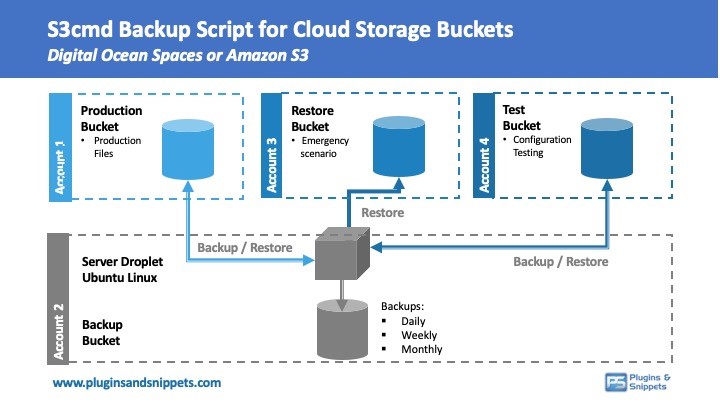 S3cmd Backup Script for Cloud Storage Buckets
Digital Ocean Spaces or Amazon S3
Account 1
Production
Bucket
• Production
Files
Account 3
Restore
Bucket
• Emergency
scenario
Account 4
Test
Bucket
• Configuration
Testing
Restore
Backup / Restore
Backup / Restore
Account 2
Server Droplet
Ubuntu Linux
Backup
Bucket
Backups:
▪ Daily
▪ Weekly
▪ Monthly
www.pluginsandsnippets.com
PS
Plugins &
Snippets